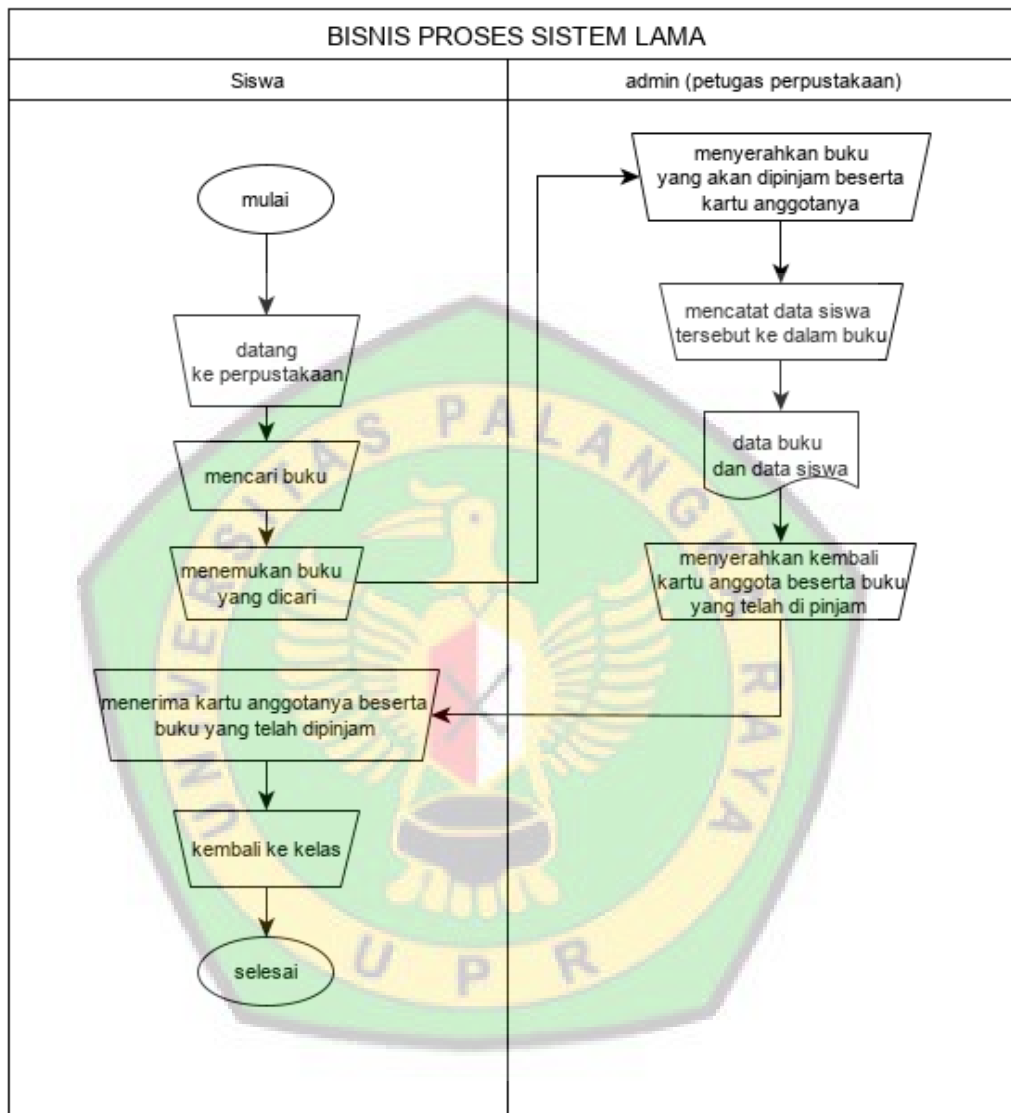 BISNIS PROSES SISTEM LAMA
Siswa
admin (petugas perpustakaan)
mulai
datang
ke perpustakaan
mencari buku
menemukan buku
yang dicari
menyerahkan buku
yang akan dipinjam beserta
kartu anggotanya
mencatat data siswa
tersebut ke dalam buku
data buku
dan data siswa
menyerahkan kembali
kartu anggota beserta buku
yang telah di pinjam
menerima kartu anggotanya beserta
buku yang telah dipinjam
kembali ke kelas
selesai
UNIVERSITAS PALANGKA RAYA
UPR